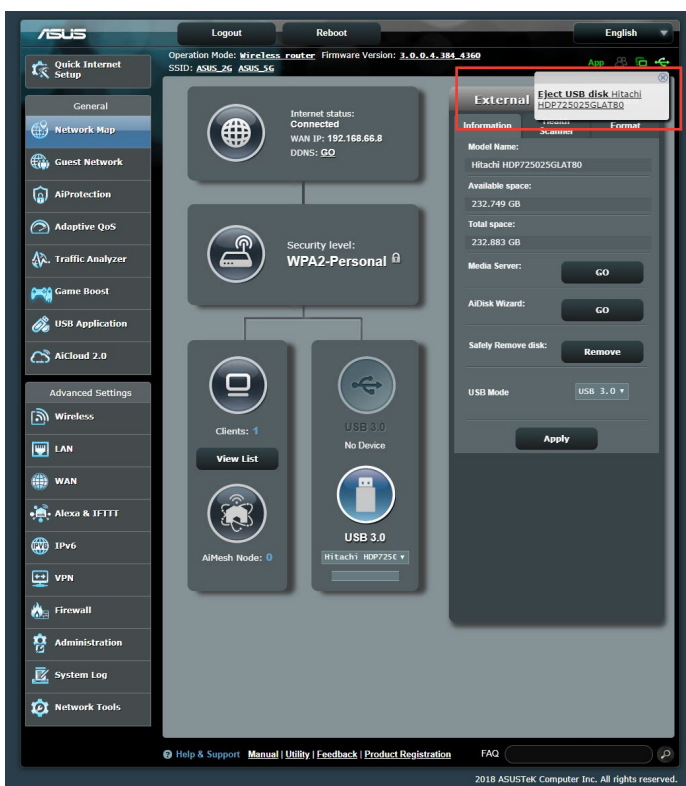 ASUS
Logout
Reboot
English
Quick Internet
Setup
Operation Mode: Wireless router Firmware Version: 3.0.0.4.384_4360
SSID: ASUS_2G ASUS_5G
App
General
Network Map
Guest Network
AiProtection
Adaptive QoS
Traffic Analyzer
Game Boost
USB Application
AiCloud 2.0
Advanced Settings
Wireless
LAN
WAN
Alexa & IFTTT
IPv6
VPN
Firewall
Administration
System Log
Network Tools
Internet status:
Connected
WAN IP: 192.168.66.8
DDNS: GO
Security level:
WPA2-Personal
Clients: 1
View List
AiMesh Node: 0
USB 3.0
No Device
USB 3.0
Hitachi HDP725C
External
Eject USB disk Hitachi
HDP725025GLAT80
Information
Health
Scanner
Format
Model Name:
Hitachi HDP725025GLAT80
Available space:
232.749 GB
Total space:
232.883 GB
Media Server:
GO
AiDisk Wizard:
GO
Safely Remove disk:
Remove
USB Mode
USB 3.0
Apply
Help & Support Manual | Utility | Feedback | Product Registration
FAQ
2018 ASUSTeK Computer Inc. All rights reserved.